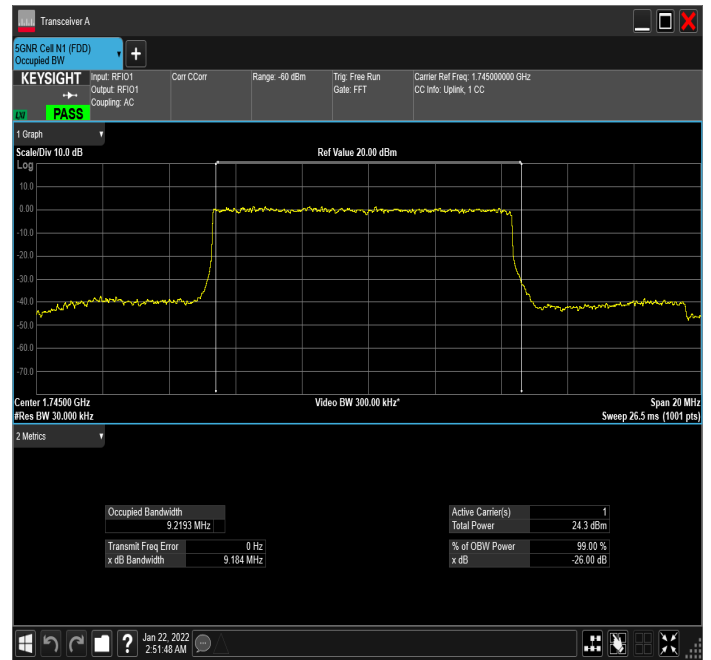 Transceiver A
5GNR Cell N1 (FDD)
Occupied BW
KEYSIGHT
Input: RFIO1
Output: RFIO1
Coupling: AC
Corr CCorr
Range: -60 dBm
Trig: Free Run
Gate: FFT
Carrier Ref Freq: 1.745000000 GHz
CC Info: Uplink, 1 CC
LXI
PASS
1 Graph
Scale/Div 10.0 dB
Ref Value 20.00 dBm
Log
10.0
0.00
-10.0
-20.0
-30.0
-40.0
-50.0
-60.0
-70.0
Center 1.74500 GHz
Video BW 300.00 kHz*
Span 20 MHz
#Res BW 30.000 kHz
Sweep 26.5 ms (1001 pts)
2 Metrics
Occupied Bandwidth
9.2193 MHz
Transmit Freq Error 0 Hz
x dB Bandwidth 9.184 MHz
Active Carrier(s) 1
Total Power 24.3 dBm
% of OBW Power 99.00 %
x dB -26.00 dB
?
Jan 22, 2022
2:51:48 AM